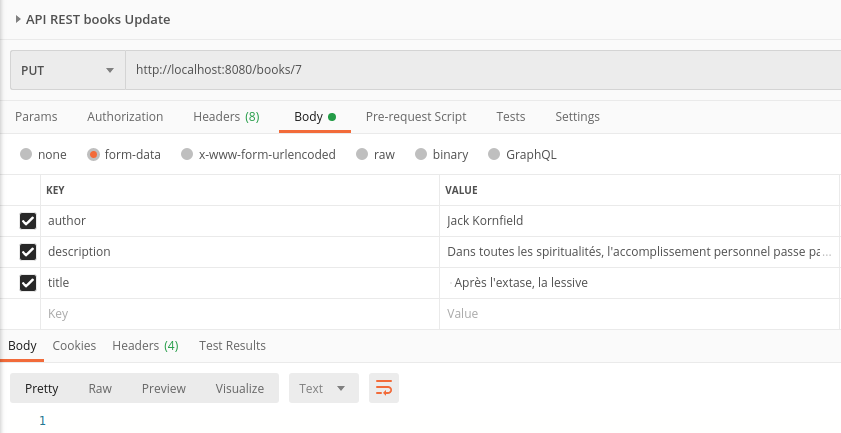 API REST books Update
PUT http://localhost:8080/books/7
Params Authorization Headers (8) Body Pre-request Script Tests Settings
none form-data x-www-form-urlencoded raw binary GraphQL
KEY VALUE
author Jack Kornfield
description Dans toutes les spiritualités, l'accomplissement personnel passe pa...
title Après l'extase, la lessive
Key Value
Body Cookies Headers (4) Test Results
Pretty Raw Preview Visualize Text
1